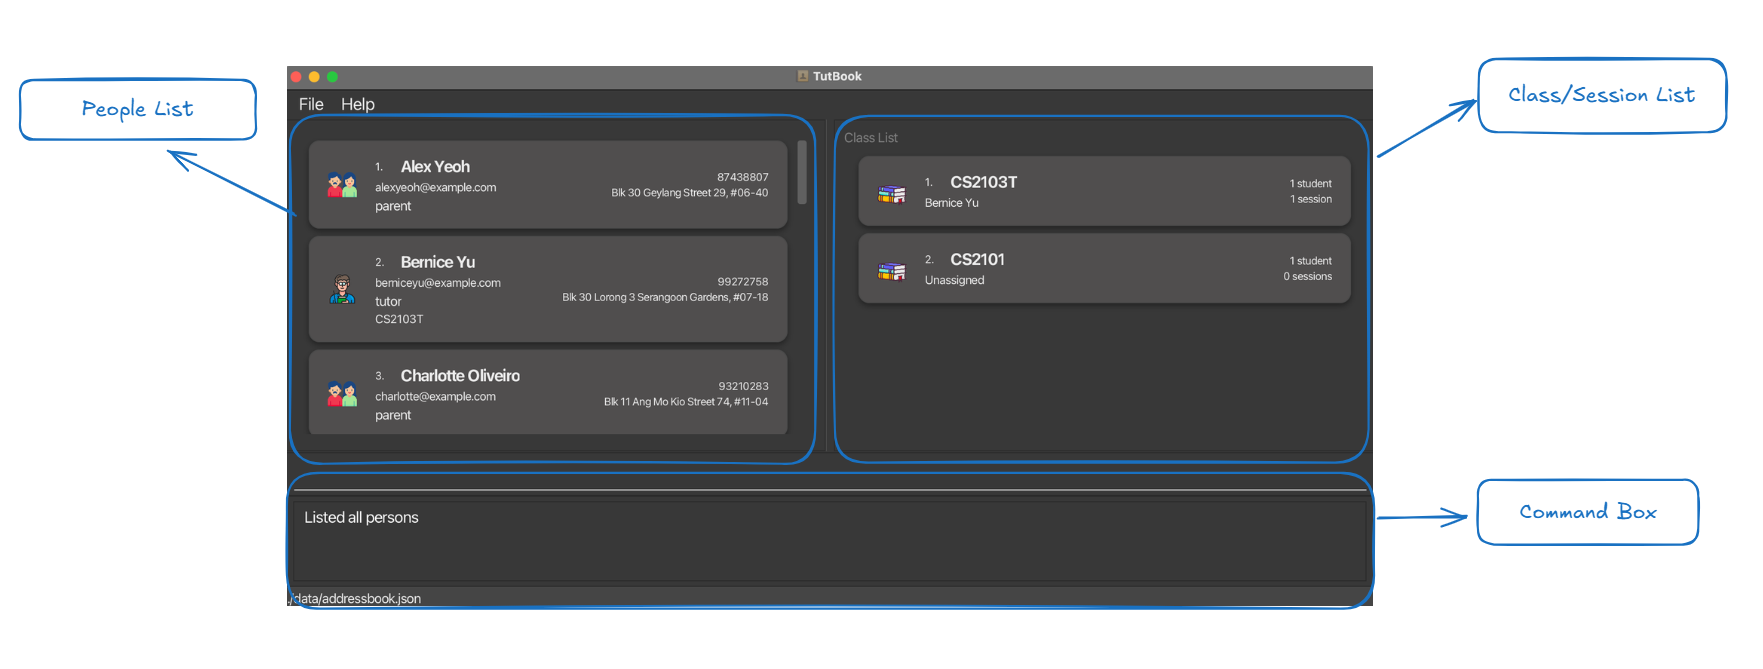 People List
TutBook
File Help
1. Alex Yeoh
alexyeoh@example.com
parent
87438807
Blk 30 Geylang Street 29, #06-40
2. Bernice Yu
berniceyu@example.com
tutor
CS2103T
99272758
Blk 30 Lorong 3 Serangoon Gardens, #07-18
3. Charlotte Oliveiro
charlotte@example.com
parent
93210283
Blk 11 Ang Mo Kio Street 74, #11-04
Class/Session List
Class List
1. CS2103T
Bernice Yu
1 student
1 session
2. CS2101
Unassigned
1 student
0 sessions
Command Box
Listed all persons
./data/addressbook.json